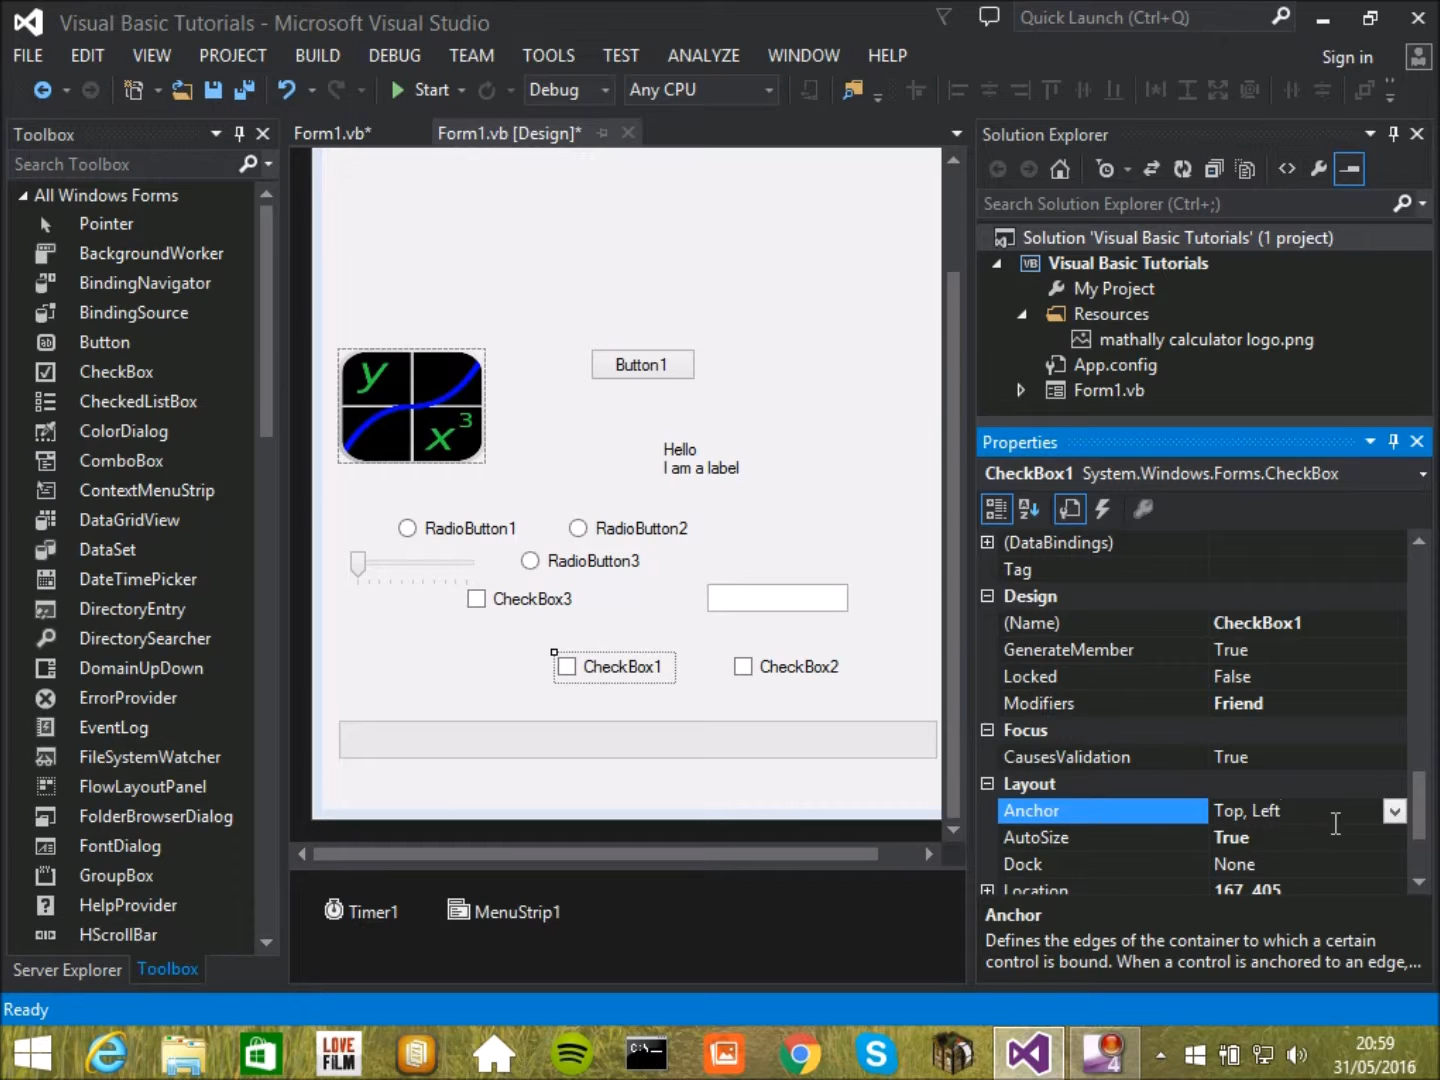 Visual Basic Tutorials - Microsoft Visual Studio
Quick Launch (Ctrl+Q)
FILE EDIT VIEW PROJECT BUILD DEBUG TEAM TOOLS TEST ANALYZE WINDOW HELP
Sign in
Start
Debug
Any CPU
Toolbox
Search Toolbox
All Windows Forms
Pointer
BackgroundWorker
BindingNavigator
BindingSource
Button
CheckBox
CheckedListBox
ColorDialog
ComboBox
ContextMenuStrip
DataGridView
DataSet
DateTimePicker
DirectoryEntry
DirectorySearcher
DomainUpDown
ErrorProvider
EventLog
FileSystemWatcher
FlowLayoutPanel
FolderBrowserDialog
FontDialog
GroupBox
HelpProvider
HScrollBar
Server Explorer
Toolbox
Form1.vb*
Form1.vb [Design]*
y
x3
Button1
Hello
I am a label
RadioButton1
RadioButton2
RadioButton3
CheckBox3
CheckBox1
CheckBox2
Timer1
MenuStrip1
Solution Explorer
Search Solution Explorer (Ctrl+;)
Solution 'Visual Basic Tutorials' (1 project)
VB Visual Basic Tutorials
My Project
Resources
mathally calculator logo.png
App.config
Form1.vb
Properties
CheckBox1 System.Windows.Forms.CheckBox
(DataBindings)
Tag
Design
(Name) CheckBox1
GenerateMember True
Locked False
Modifiers Friend
Focus
CausesValidation True
Layout
Anchor Top, Left
AutoSize True
Dock None
Location 167, 405
Anchor
Defines the edges of the container to which a certain
control is bound. When a control is anchored to an edge,...
Ready
LOVE
FiLM
C:\_
4
20:59
31/05/2016